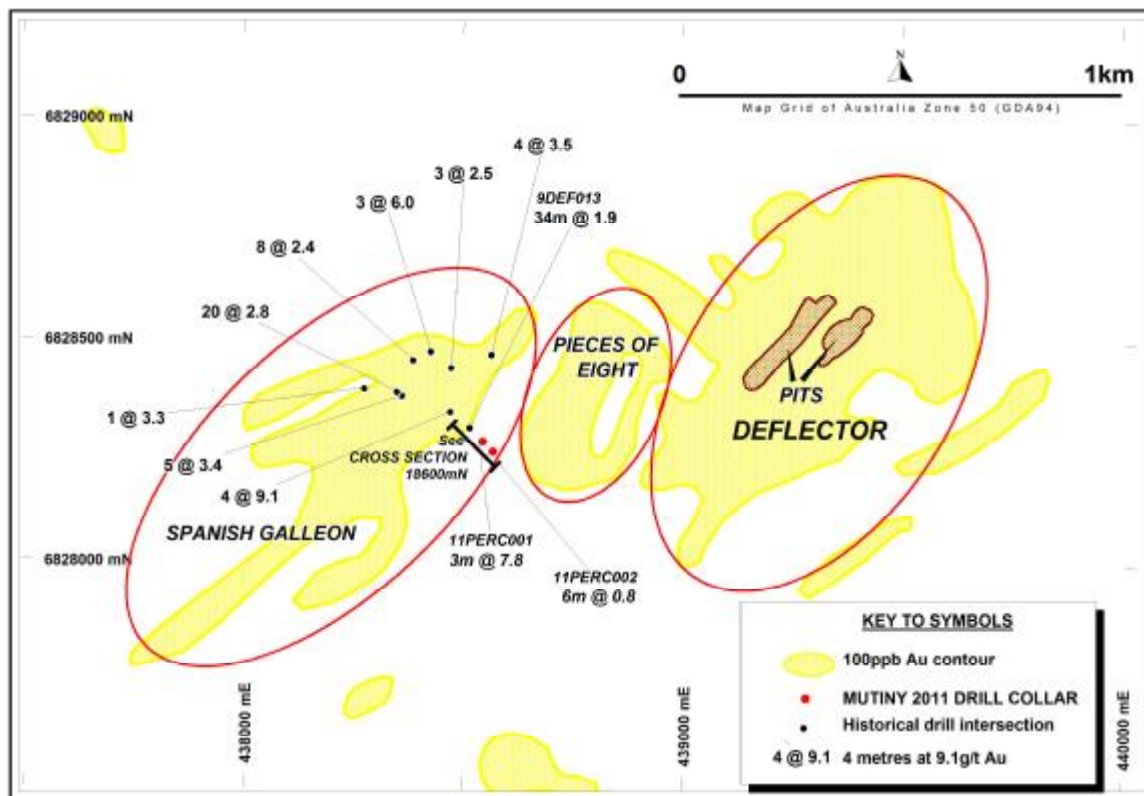 N
0 1km
Map Grid of Australia Zone 50 (GDA94)
6829000 mN
4 @ 3.5
3 @ 2.5
9DEF013
34m @ 1.9
3 @ 6.0
8 @ 2.4
20 @ 2.8
6828500 mN
PIECES OF
EIGHT
PITS
DEFLECTOR
1 @ 3.3
See
CROSS SECTION
18600mN
5 @ 3.4
4 @ 9.1
SPANISH GALLEON
11PERC001
3m @ 7.8
6828000 mN
11PERC002
6m @ 0.8
KEY TO SYMBOLS
100ppb Au contour
MUTINY 2011 DRILL COLLAR
Historical drill intersection
4 @ 9.1 4 metres at 9.1g/t Au
438000 mE
439000 mE
440000 mE